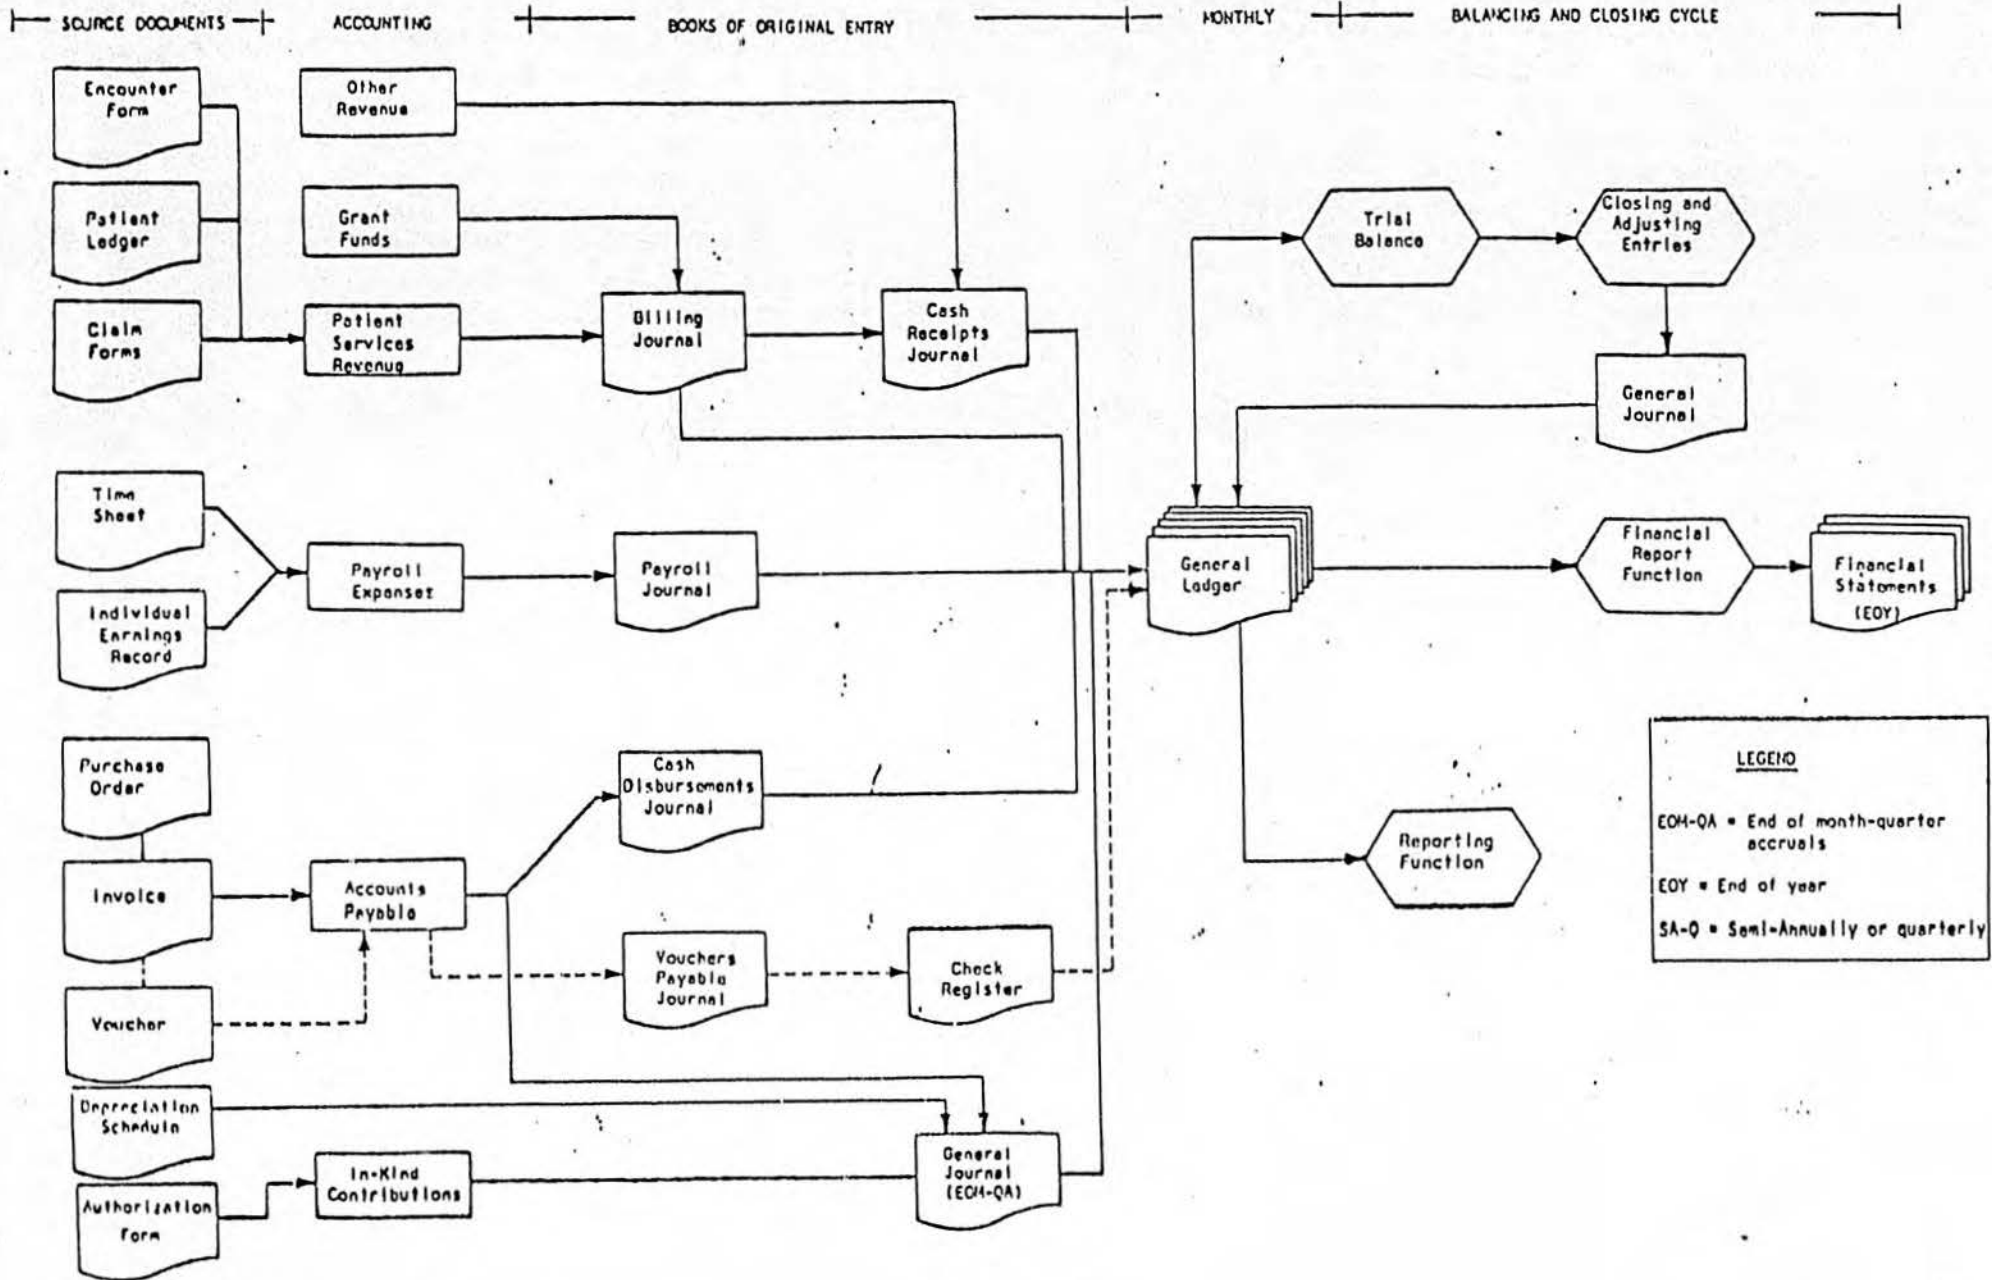 SOURCE DOCUMENTS
ACCOUNTING
BOOKS OF ORIGINAL ENTRY
MONTHLY
BALANCING AND CLOSING CYCLE
Encounter
Form
Other
Revenue
Patient
Ledger
Grant
Funds
Trial
Balance
Closing and
Adjusting
Entries
Claim
Forms
Patient
Services
Revenue
Billing
Journal
Cash
Receipts
Journal
General
Journal
Time
Sheet
Individual
Earnings
Record
Payroll
Expenses
Payroll
Journal
General
Ledger
Financial
Report
Function
Financial
Statements
(EOY)
Purchase
Order
Cash
Disbursements
Journal
Invoice
Accounts
Payable
Reporting
Function
LEGEND
EOM-QA = End of month-quarter
accruals
EOY = End of year
SA-Q = Semi-Annually or quarterly
Vouchers
Payable
Journal
Check
Register
Voucher
Depreciation
Schedule
In-Kind
Contributions
General
Journal
(EOM-QA)
Authorization
Form